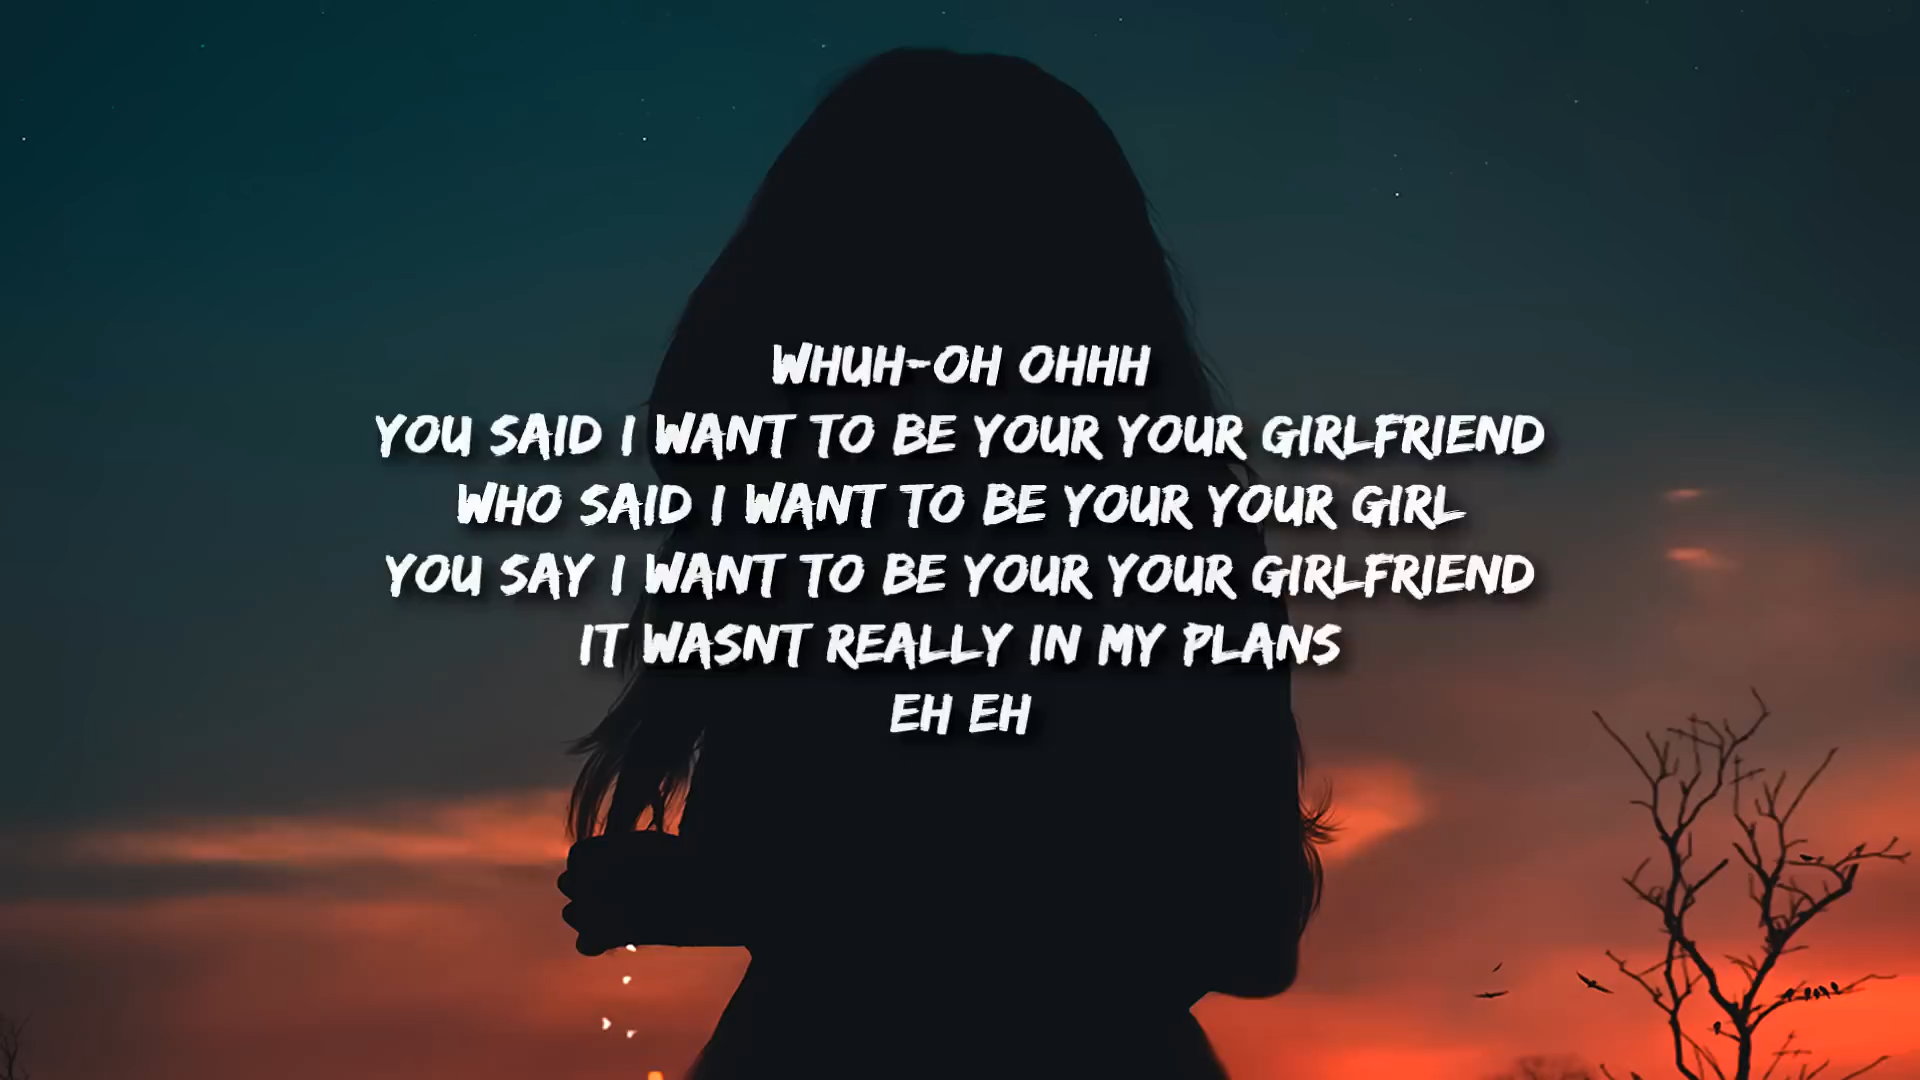 WHUH-OH OHHH
YOU SAID I WANT TO BE YOUR YOUR GIRLFRIEND
WHO SAID I WANT TO BE YOUR YOUR GIRL
YOU SAY I WANT TO BE YOUR YOUR GIRLFRIEND
IT WASNT REALLY IN MY PLANS
EH EH